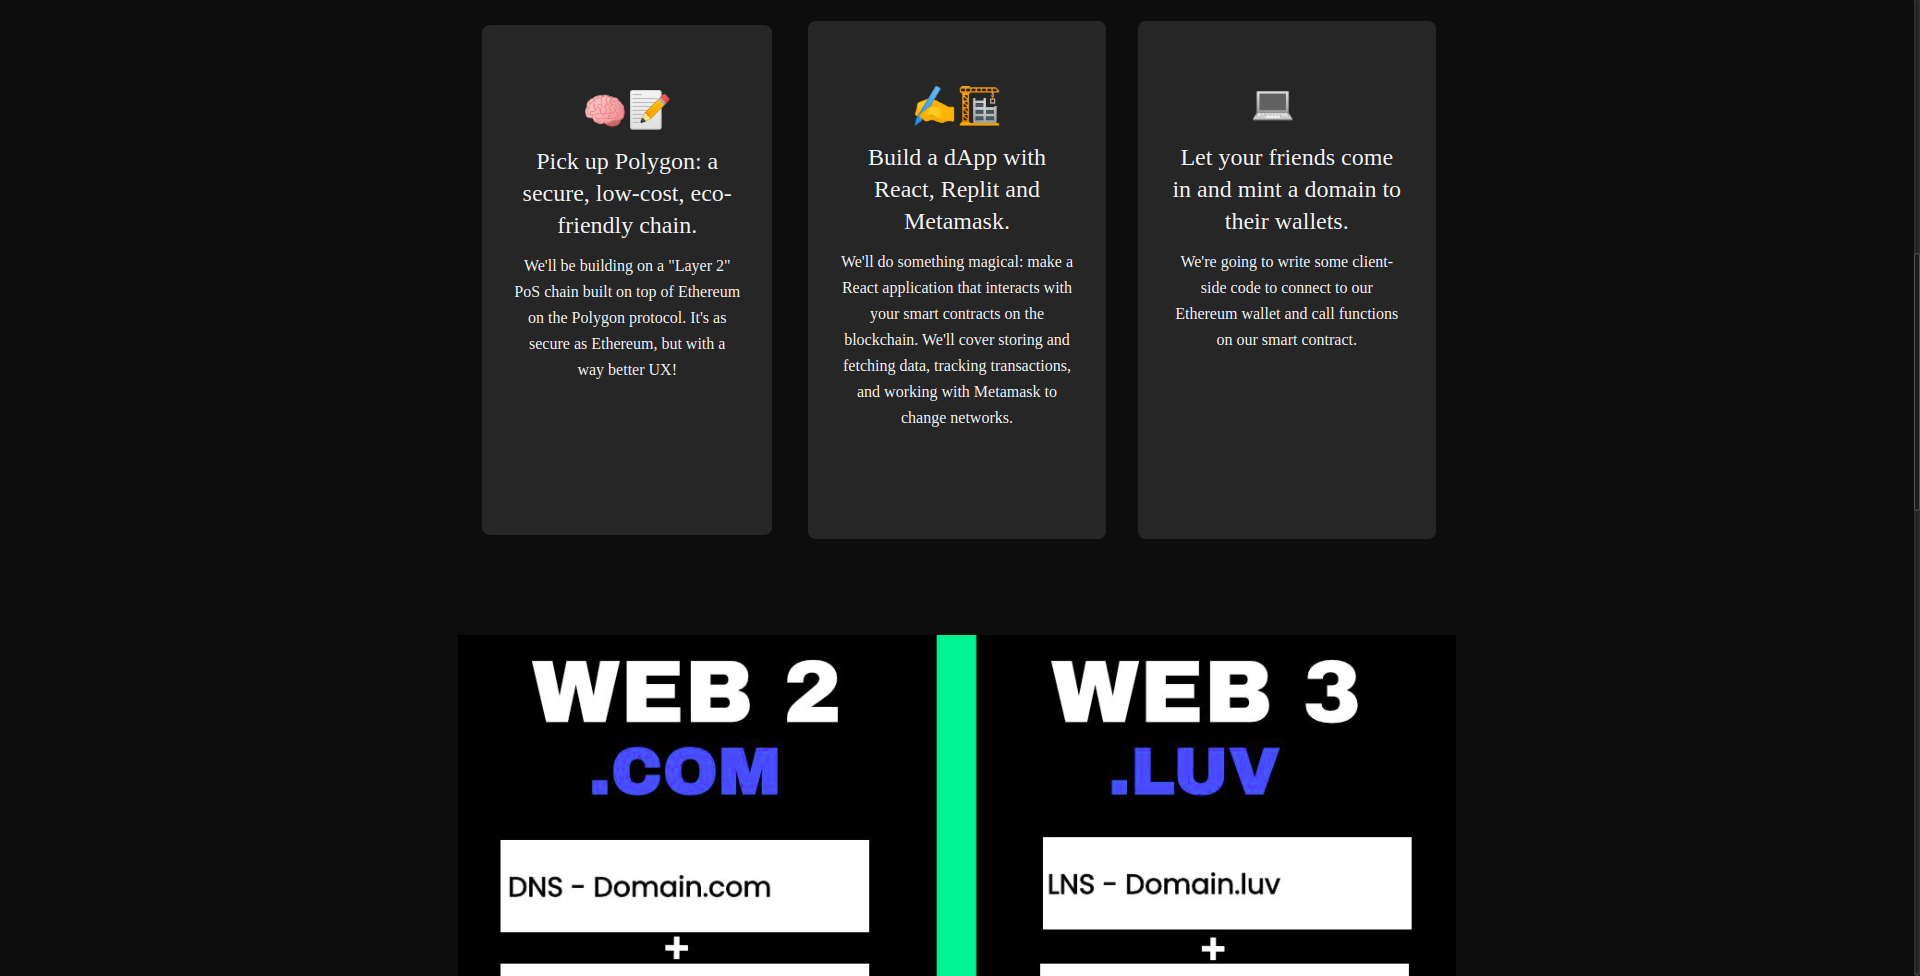 Pick up Polygon: a
secure, low-cost, eco-
friendly chain.
We'll be building on a "Layer 2"
PoS chain built on top of Ethereum
on the Polygon protocol. It's as
secure as Ethereum, but with a
way better UX!
Build a dApp with
React, Replit and
Metamask.
We'll do something magical: make a
React application that interacts with
your smart contracts on the
blockchain. We'll cover storing and
fetching data, tracking transactions,
and working with Metamask to
change networks.
Let your friends come
in and mint a domain to
their wallets.
We're going to write some client-
side code to connect to our
Ethereum wallet and call functions
on our smart contract.
WEB 2
.COM
DNS - Domain.com
+
WEB 3
.LUV
LNS - Domain.luv
+